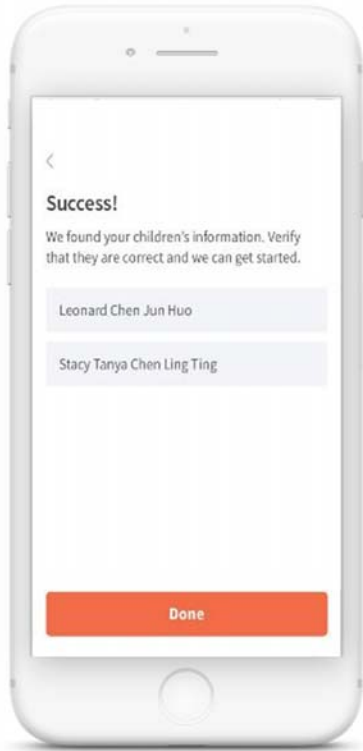 Success!
We found your children's information. Verify
that they are correct and we can get started.
Leonard Chen Jun Huo
Stacy Tanya Chen Ling Ting
Done